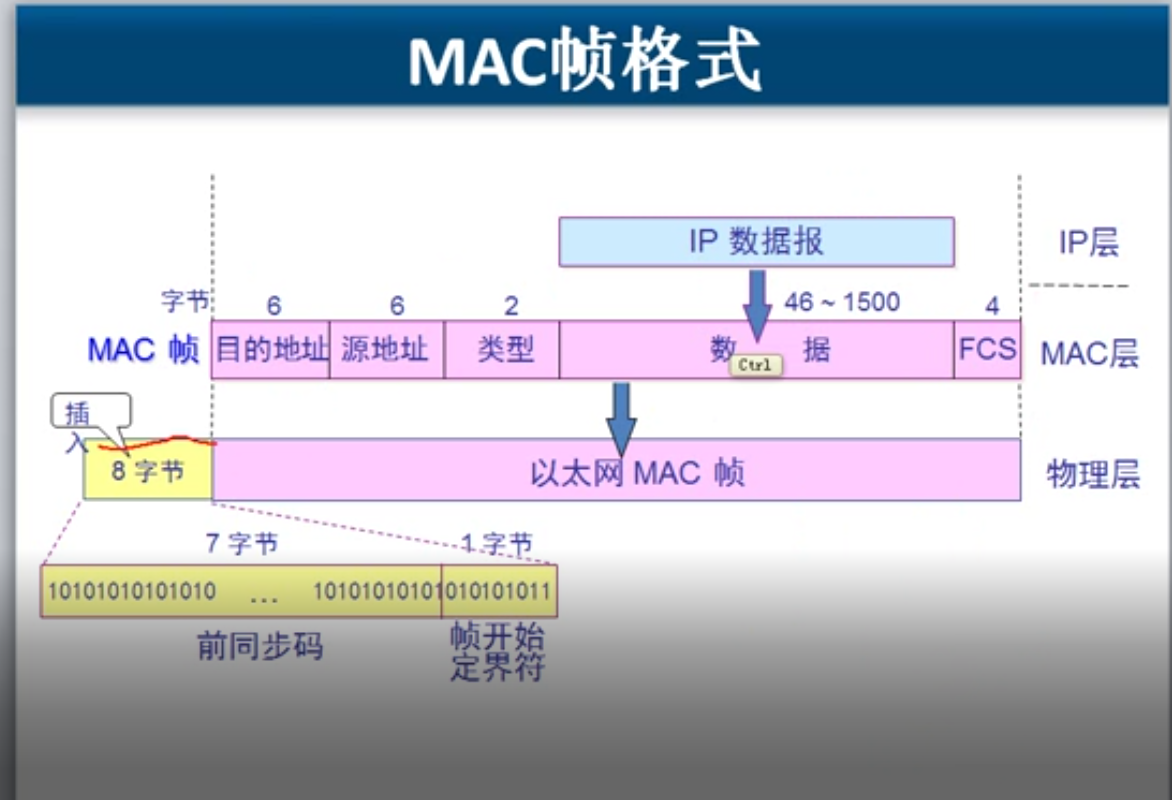 MAC帧格式
IP 数据报
IP层
字节
6
6
2
46 ~ 1500
4
MAC 帧
目的地址
源地址
类型
数 据
FCS
MAC层
Ctrl
插
入
8 字节
以太网 MAC 帧
物理层
7 字节
1 字节
10101010101010 … 10101010101010101011
前同步码
帧开始
定界符